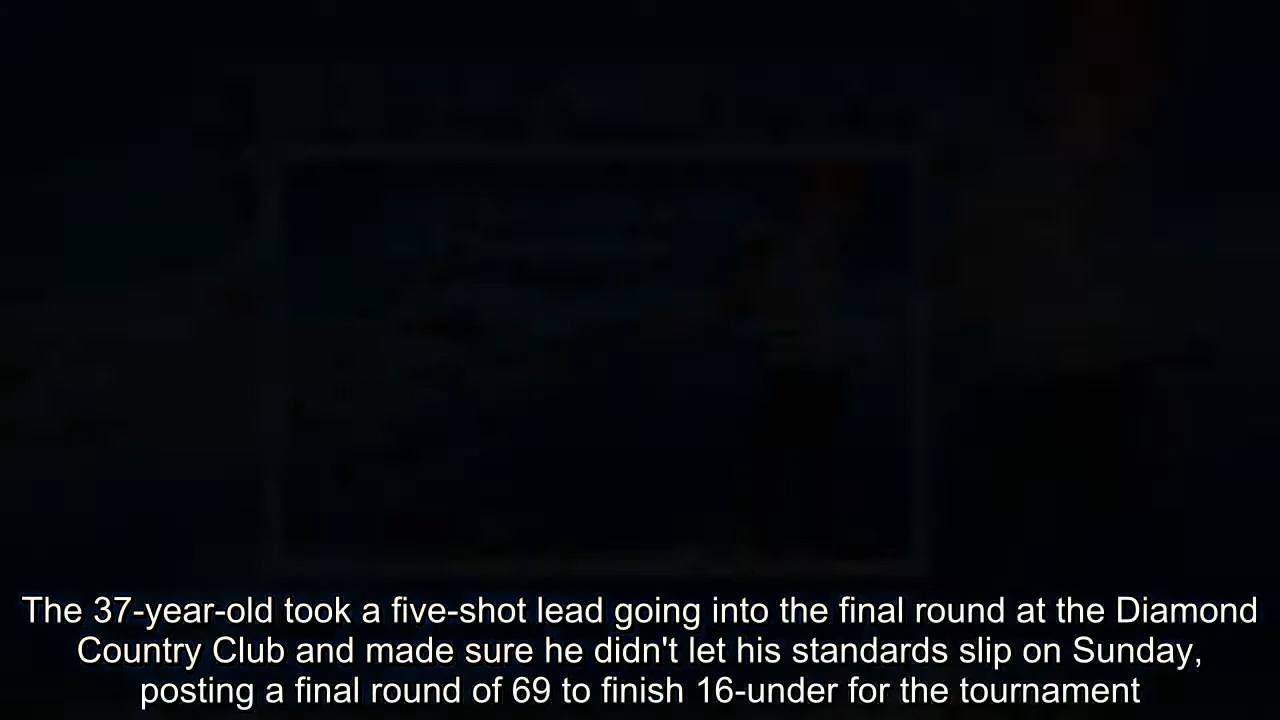 The 37-year-old took a five-shot lead going into the final round at the Diamond
Country Club and made sure he didn't let his standards slip on Sunday,
posting a final round of 69 to finish 16-under for the tournament